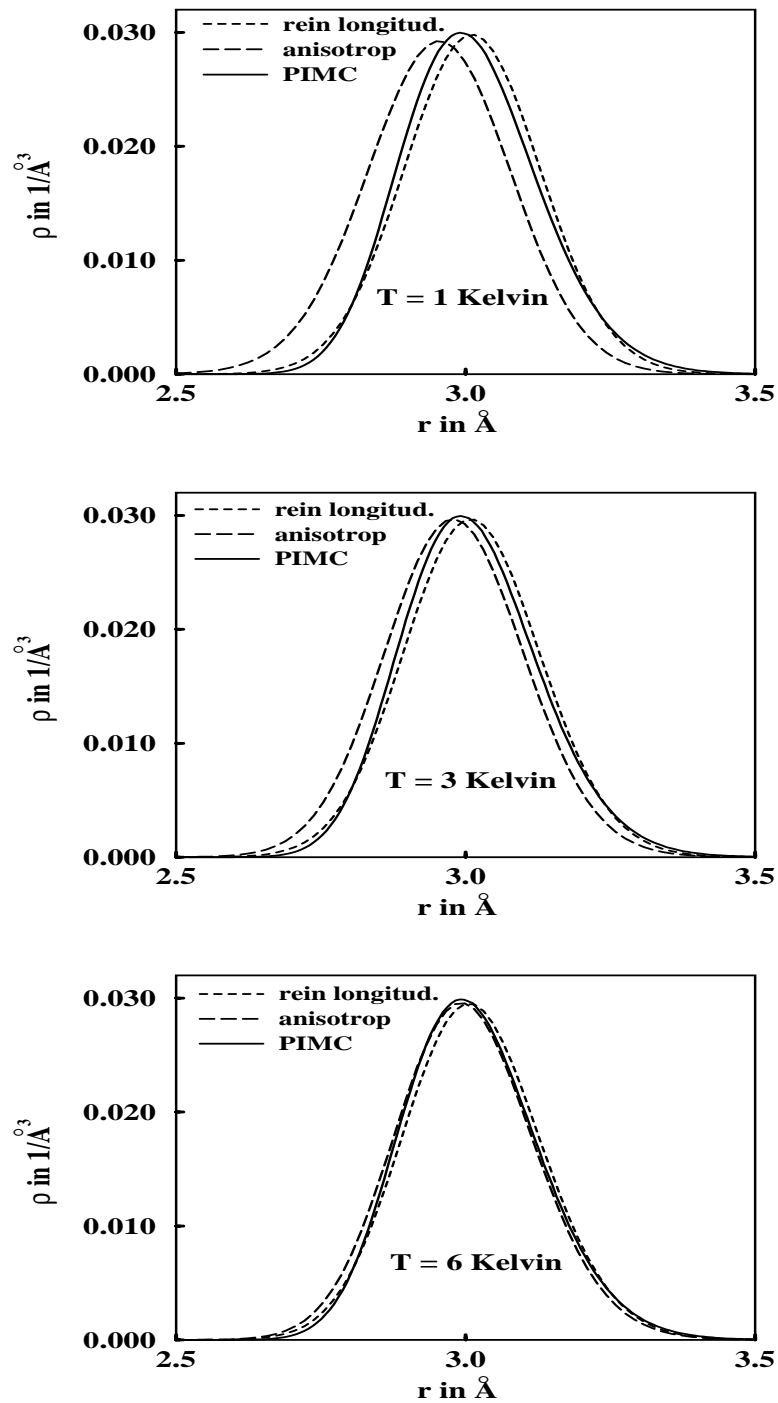 0.030
rein longitud.
anisotrop
PIMC
0.020
ρ in 1/Å³
0.010
T = 1 Kelvin
0.000
2.5 3.0 3.5
r in Å
0.030
rein longitud.
anisotrop
PIMC
0.020
ρ in 1/Å³
0.010
T = 3 Kelvin
0.000
2.5 3.0 3.5
r in Å
0.030
rein longitud.
anisotrop
PIMC
0.020
ρ in 1/Å³
0.010
T = 6 Kelvin
0.000
2.5 3.0 3.5
r in Å